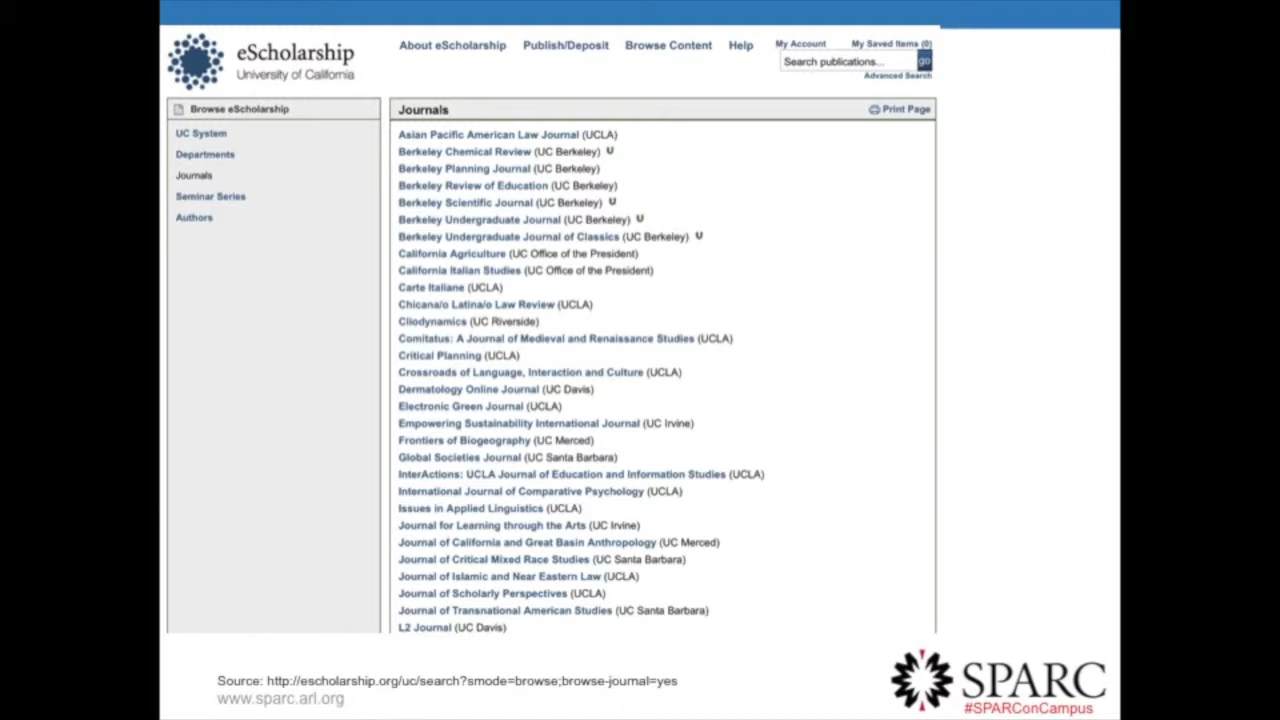 eScholarship
University of California
About eScholarship Publish/Deposit Browse Content Help
My Account My Saved Items (0)
Search publications... go
Advanced Search
Browse eScholarship
UC System
Departments
Journals
Seminar Series
Authors
Journals
Print Page
Asian Pacific American Law Journal (UCLA)
Berkeley Chemical Review (UC Berkeley) U
Berkeley Planning Journal (UC Berkeley)
Berkeley Review of Education (UC Berkeley)
Berkeley Scientific Journal (UC Berkeley) U
Berkeley Undergraduate Journal (UC Berkeley) U
Berkeley Undergraduate Journal of Classics (UC Berkeley) U
California Agriculture (UC Office of the President)
California Italian Studies (UC Office of the President)
Carte Italiane (UCLA)
Chicana/o Latina/o Law Review (UCLA)
Cliodynamics (UC Riverside)
Comitatus: A Journal of Medieval and Renaissance Studies (UCLA)
Critical Planning (UCLA)
Crossroads of Language, Interaction and Culture (UCLA)
Dermatology Online Journal (UC Davis)
Electronic Green Journal (UCLA)
Empowering Sustainability International Journal (UC Irvine)
Frontiers of Biogeography (UC Merced)
Global Societies Journal (UC Santa Barbara)
InterActions: UCLA Journal of Education and Information Studies (UCLA)
International Journal of Comparative Psychology (UCLA)
Issues in Applied Linguistics (UCLA)
Journal for Learning through the Arts (UC Irvine)
Journal of California and Great Basin Anthropology (UC Merced)
Journal of Critical Mixed Race Studies (UC Santa Barbara)
Journal of Islamic and Near Eastern Law (UCLA)
Journal of Scholarly Perspectives (UCLA)
Journal of Transnational American Studies (UC Santa Barbara)
L2 Journal (UC Davis)
Source: http://escholarship.org/uc/search?smode=browse;browse-journal=yes
www.sparc.arl.org
SPARC
#SPARConCampus